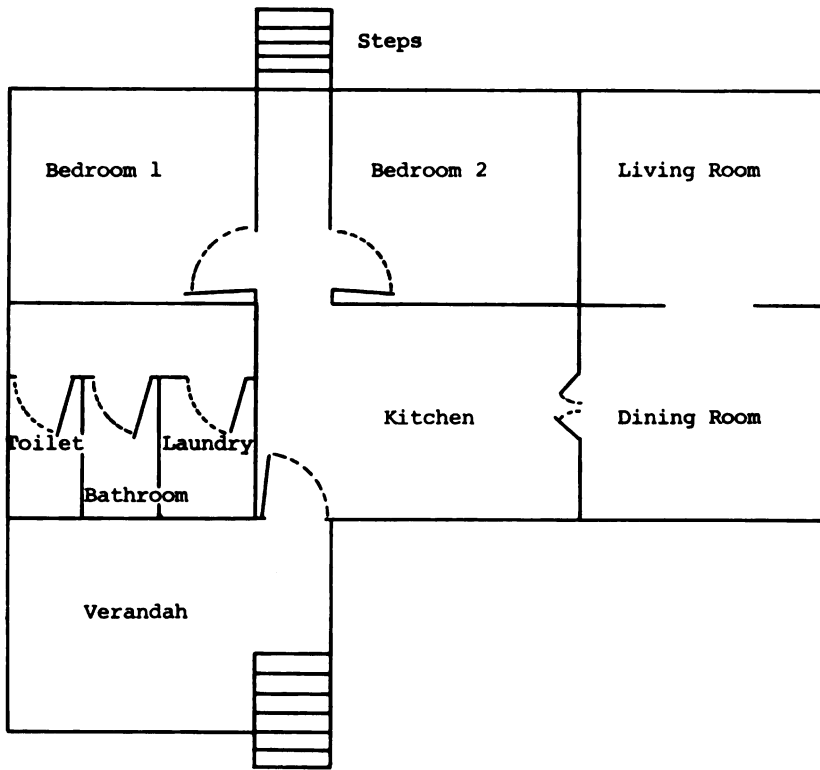 Steps
Bedroom 1
Bedroom 2
Living Room
Kitchen
Dining Room
Toilet
Laundry
Bathroom
Verandah